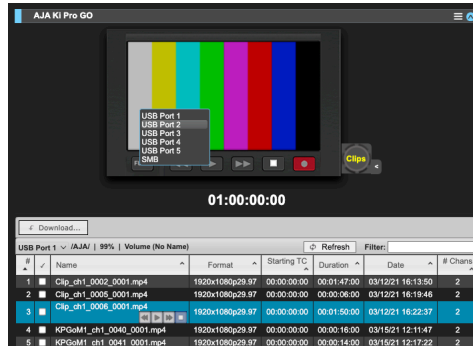 AJA Ki Pro GO
USB Port 1
USB Port 2
USB Port 3
USB Port 4
USB Port 5
SMB
Clips
<
01:00:00:00
Download...
USB Port 1 /AJA/ | 99% | Volume (No Name) Refresh Filter:
# ✓ Name Format Starting TC Duration Date # Chans
1 Clip_ch1_0002_0001.mp4 1920x1080p29.97 00:00:00:00 00:01:47:00 03/12/21 16:13:50 2
2 Clip_ch1_0005_0001.mp4 1920x1080p29.97 00:00:00:00 00:00:06:00 03/12/21 16:19:46 2
3 Clip_ch1_0006_0001.mp4 1920x1080p29.97 00:00:00:00 00:01:50:00 03/12/21 16:22:37 2
4 KPGoM1_ch1_0040_0001.mp4 1920x1080p29.97 00:00:00:00 00:00:16:00 03/15/21 12:11:47 2
5 KPGoM1_ch1_0041_0001.mp4 1920x1080p29.97 00:00:00:00 00:00:14:00 03/15/21 12:17:22 2